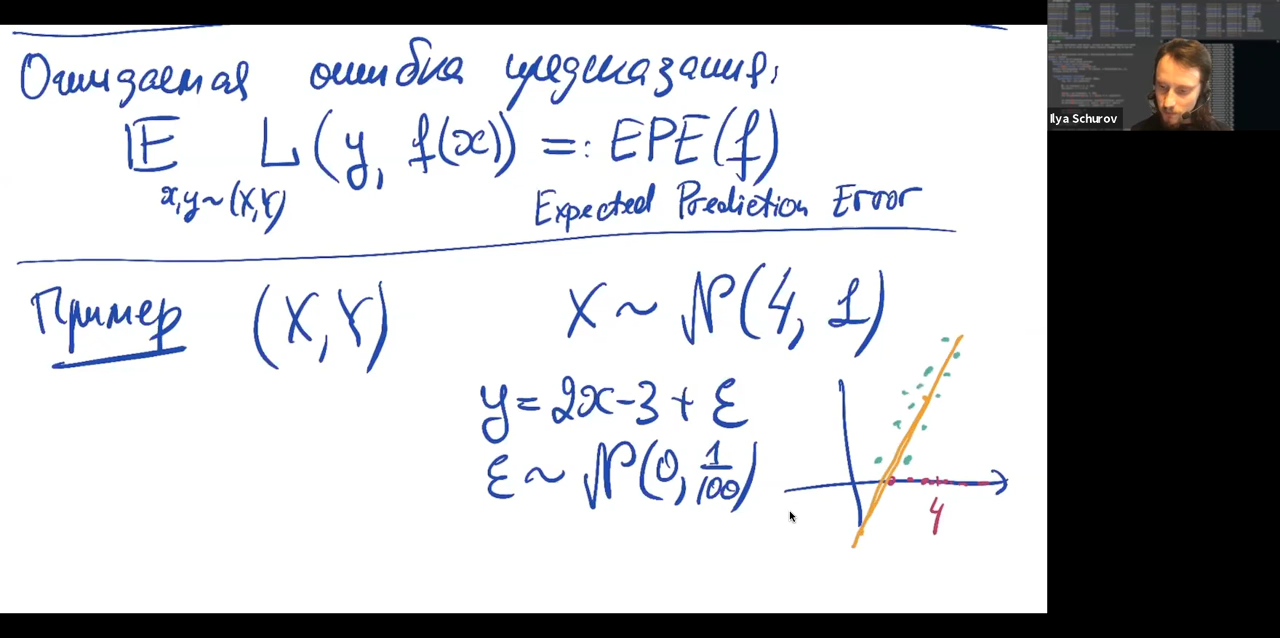 Ожидаемая ошибка предсказания:
𝔼 L(y, f(x)) =: EPE(f)
x,y~(X,Y) Expected Prediction Error
Пример (X,Y) X ~ N(4, 1)
y = 2x-3 + ε
ε ~ N(0, 1/100)
4
Ilya Schurov